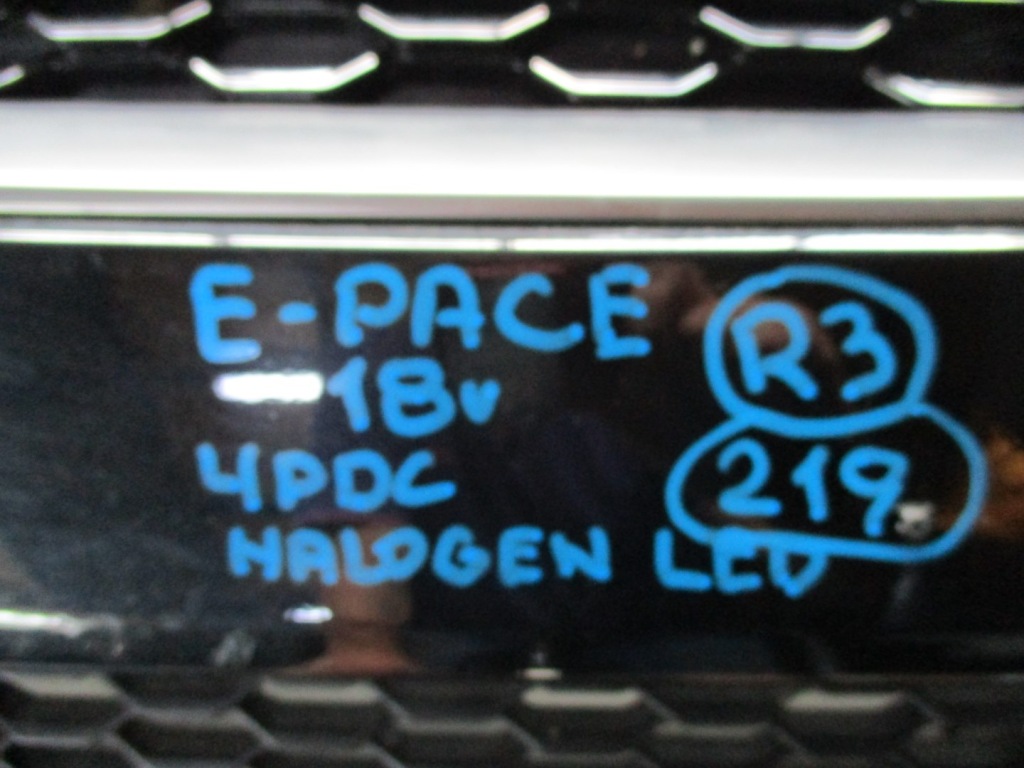 E-PACE
18v
4PDC
HALOGEN LED
R3
219